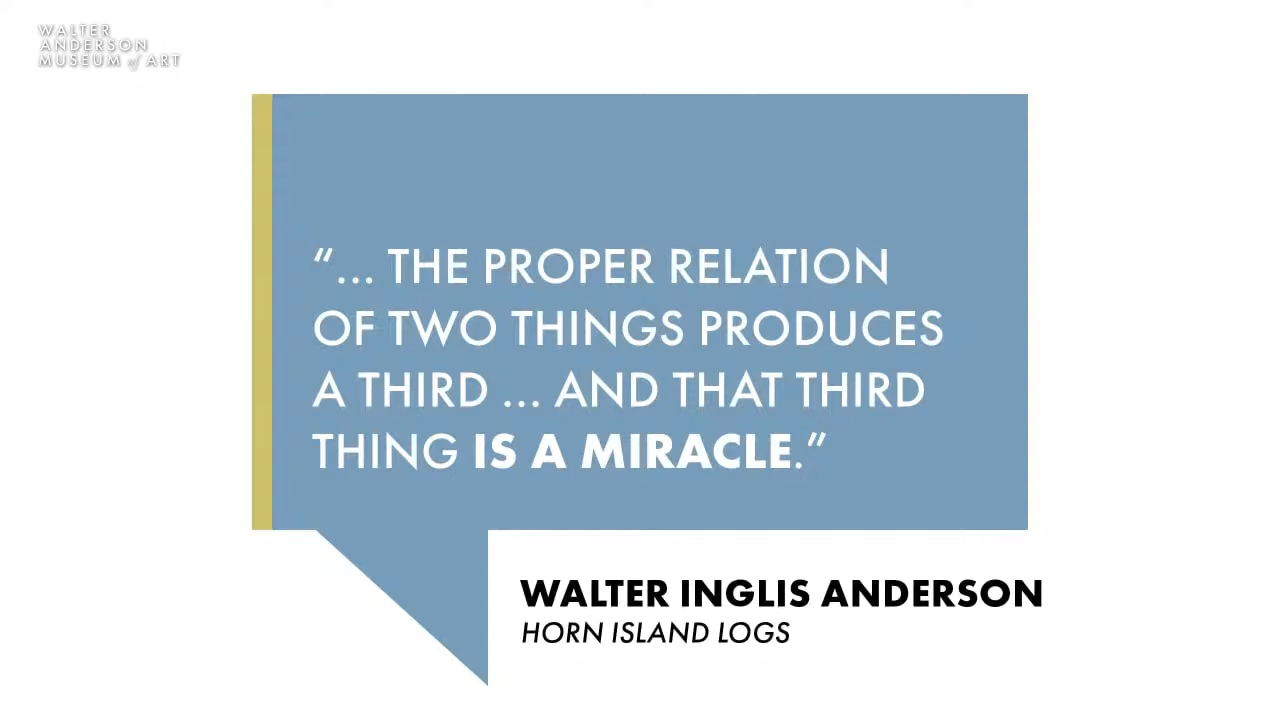 WALTER
ANDERSON
MUSEUM of ART
“... THE PROPER RELATION
OF TWO THINGS PRODUCES
A THIRD ... AND THAT THIRD
THING IS A MIRACLE.”
WALTER INGLIS ANDERSON
HORN ISLAND LOGS